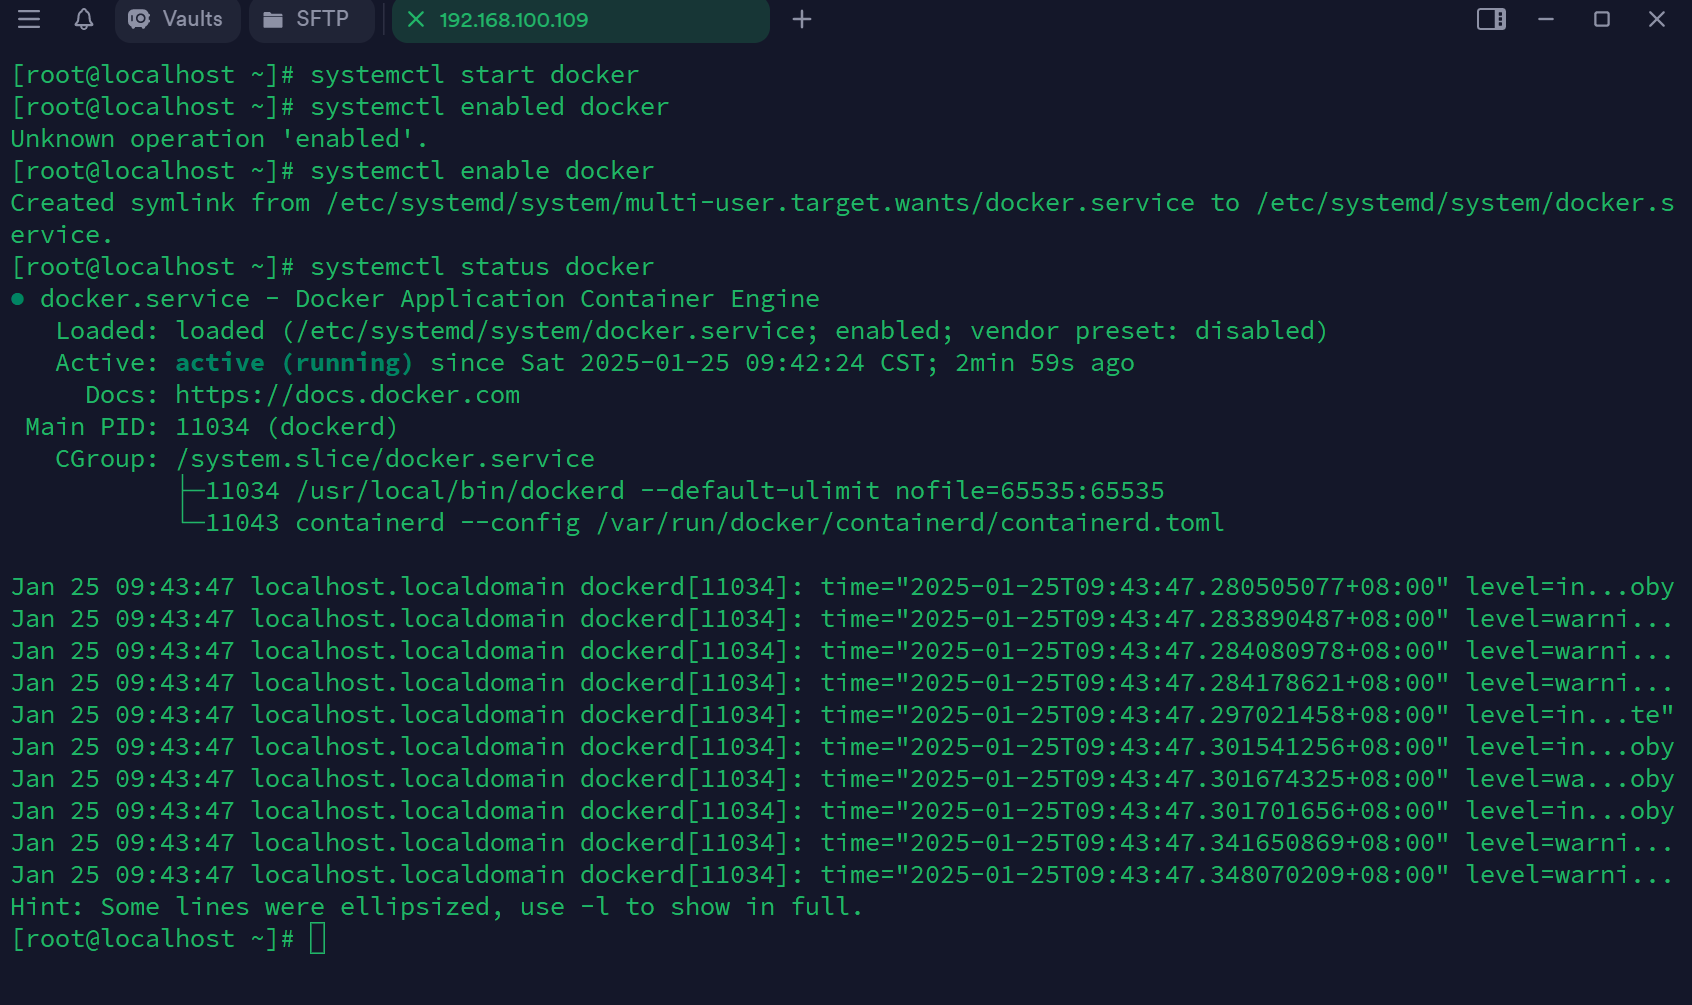 Vaults
SFTP
192.168.100.109
[root@localhost ~]# systemctl start docker
[root@localhost ~]# systemctl enabled docker
Unknown operation 'enabled'.
[root@localhost ~]# systemctl enable docker
Created symlink from /etc/systemd/system/multi-user.target.wants/docker.service to /etc/systemd/system/docker.s
ervice.
[root@localhost ~]# systemctl status docker
● docker.service - Docker Application Container Engine
   Loaded: loaded (/etc/systemd/system/docker.service; enabled; vendor preset: disabled)
   Active: active (running) since Sat 2025-01-25 09:42:24 CST; 2min 59s ago
     Docs: https://docs.docker.com
 Main PID: 11034 (dockerd)
   CGroup: /system.slice/docker.service
           ├─11034 /usr/local/bin/dockerd --default-ulimit nofile=65535:65535
           └─11043 containerd --config /var/run/docker/containerd/containerd.toml
Jan 25 09:43:47 localhost.localdomain dockerd[11034]: time="2025-01-25T09:43:47.280505077+08:00" level=in...oby
Jan 25 09:43:47 localhost.localdomain dockerd[11034]: time="2025-01-25T09:43:47.283890487+08:00" level=warni...
Jan 25 09:43:47 localhost.localdomain dockerd[11034]: time="2025-01-25T09:43:47.284080978+08:00" level=warni...
Jan 25 09:43:47 localhost.localdomain dockerd[11034]: time="2025-01-25T09:43:47.284178621+08:00" level=warni...
Jan 25 09:43:47 localhost.localdomain dockerd[11034]: time="2025-01-25T09:43:47.297021458+08:00" level=in...te"
Jan 25 09:43:47 localhost.localdomain dockerd[11034]: time="2025-01-25T09:43:47.301541256+08:00" level=in...oby
Jan 25 09:43:47 localhost.localdomain dockerd[11034]: time="2025-01-25T09:43:47.301674325+08:00" level=wa...oby
Jan 25 09:43:47 localhost.localdomain dockerd[11034]: time="2025-01-25T09:43:47.301701656+08:00" level=in...oby
Jan 25 09:43:47 localhost.localdomain dockerd[11034]: time="2025-01-25T09:43:47.341650869+08:00" level=warni...
Jan 25 09:43:47 localhost.localdomain dockerd[11034]: time="2025-01-25T09:43:47.348070209+08:00" level=warni...
Hint: Some lines were ellipsized, use -l to show in full.
[root@localhost ~]#